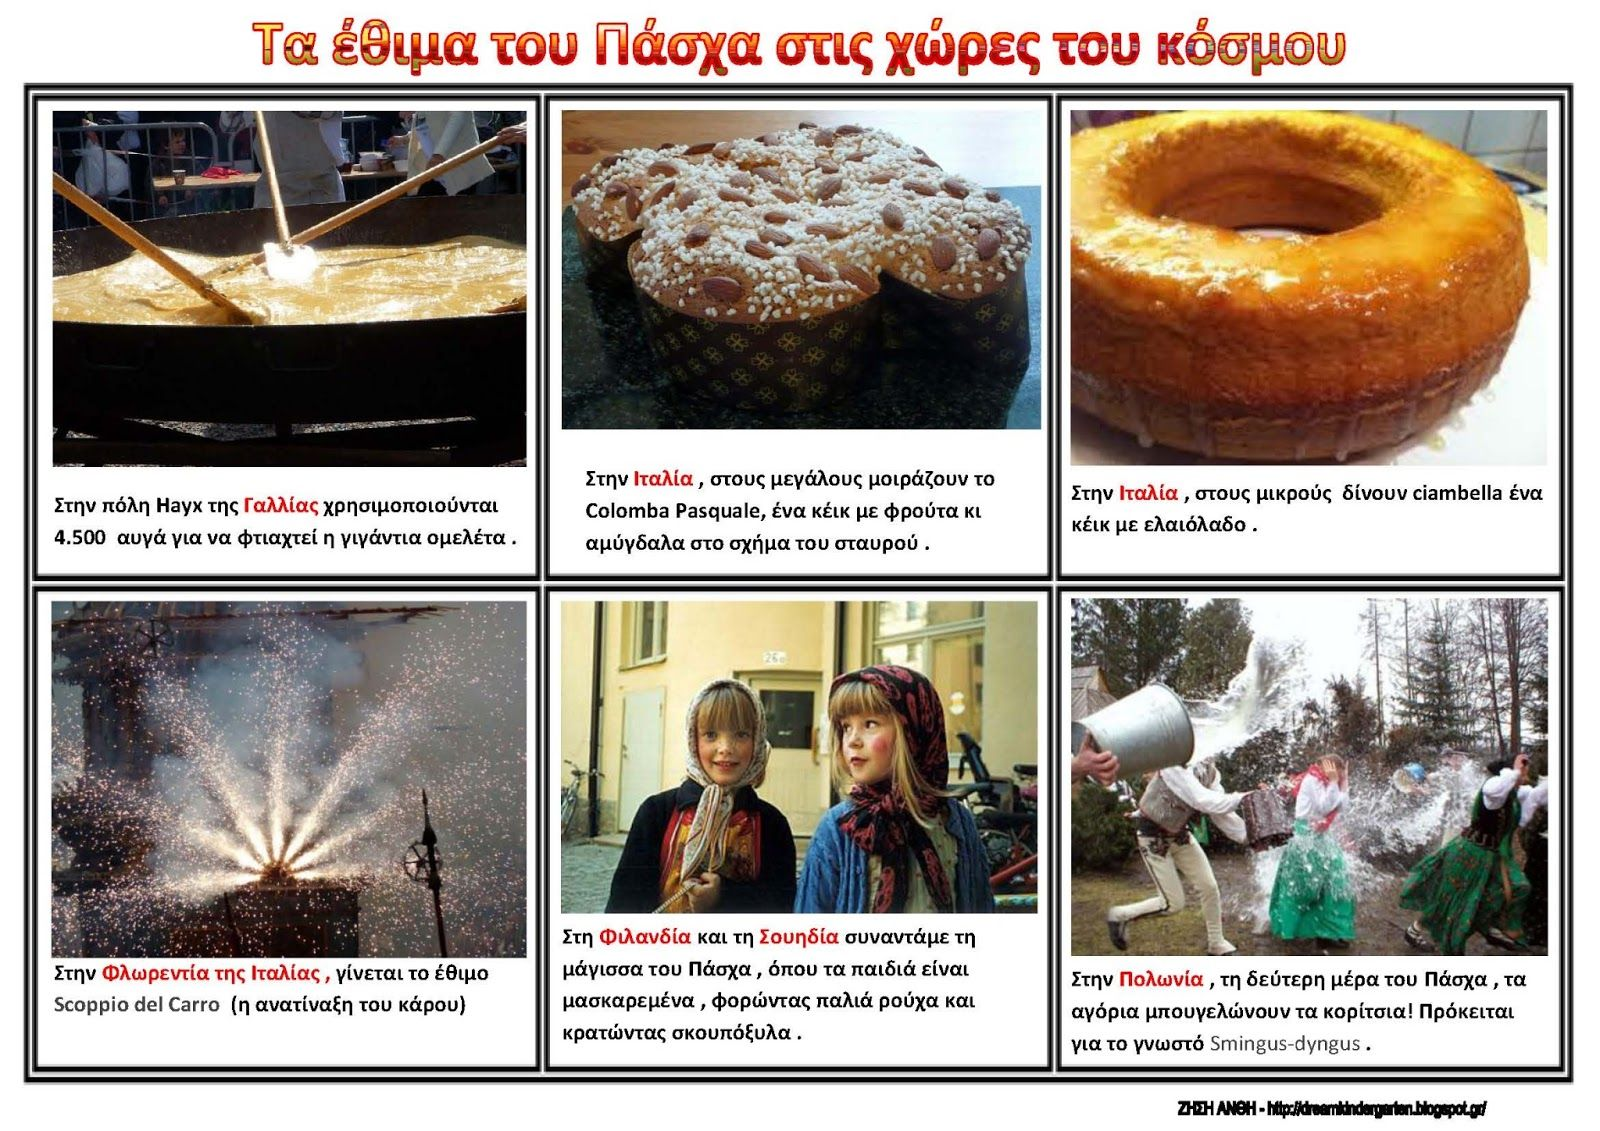 Τα έθιμα του Πάσχα στις χώρες του κόσμου
Στην πόλη Hayx της Γαλλίας χρησιμοποιούνται
4.500 αυγά για να φτιαχτεί η γιγάντια ομελέτα .
Στην Ιταλία , στους μεγάλους μοιράζουν το
Colomba Pasquale, ένα κέικ με φρούτα κι
αμύγδαλα στο σχήμα του σταυρού .
Στην Ιταλία , στους μικρούς δίνουν ciambella ένα
κέικ με ελαιόλαδο .
26
Στην Φλωρεντία της Ιταλίας , γίνεται το έθιμο
Scoppio del Carro (η ανατίναξη του κάρου)
Στη Φιλανδία και τη Σουηδία συναντάμε τη
μάγισσα του Πάσχα , όπου τα παιδιά είναι
μασκαρεμένα , φορώντας παλιά ρούχα και
κρατώντας σκουπόξυλα .
Στην Πολωνία , τη δεύτερη μέρα του Πάσχα , τα
αγόρια μπουγελώνουν τα κορίτσια! Πρόκειται
για το γνωστό Smingus-dyngus .
ΖΗΣΗ ΑΝΘΗ - http://dreamkindergarten.blogspot.gr/